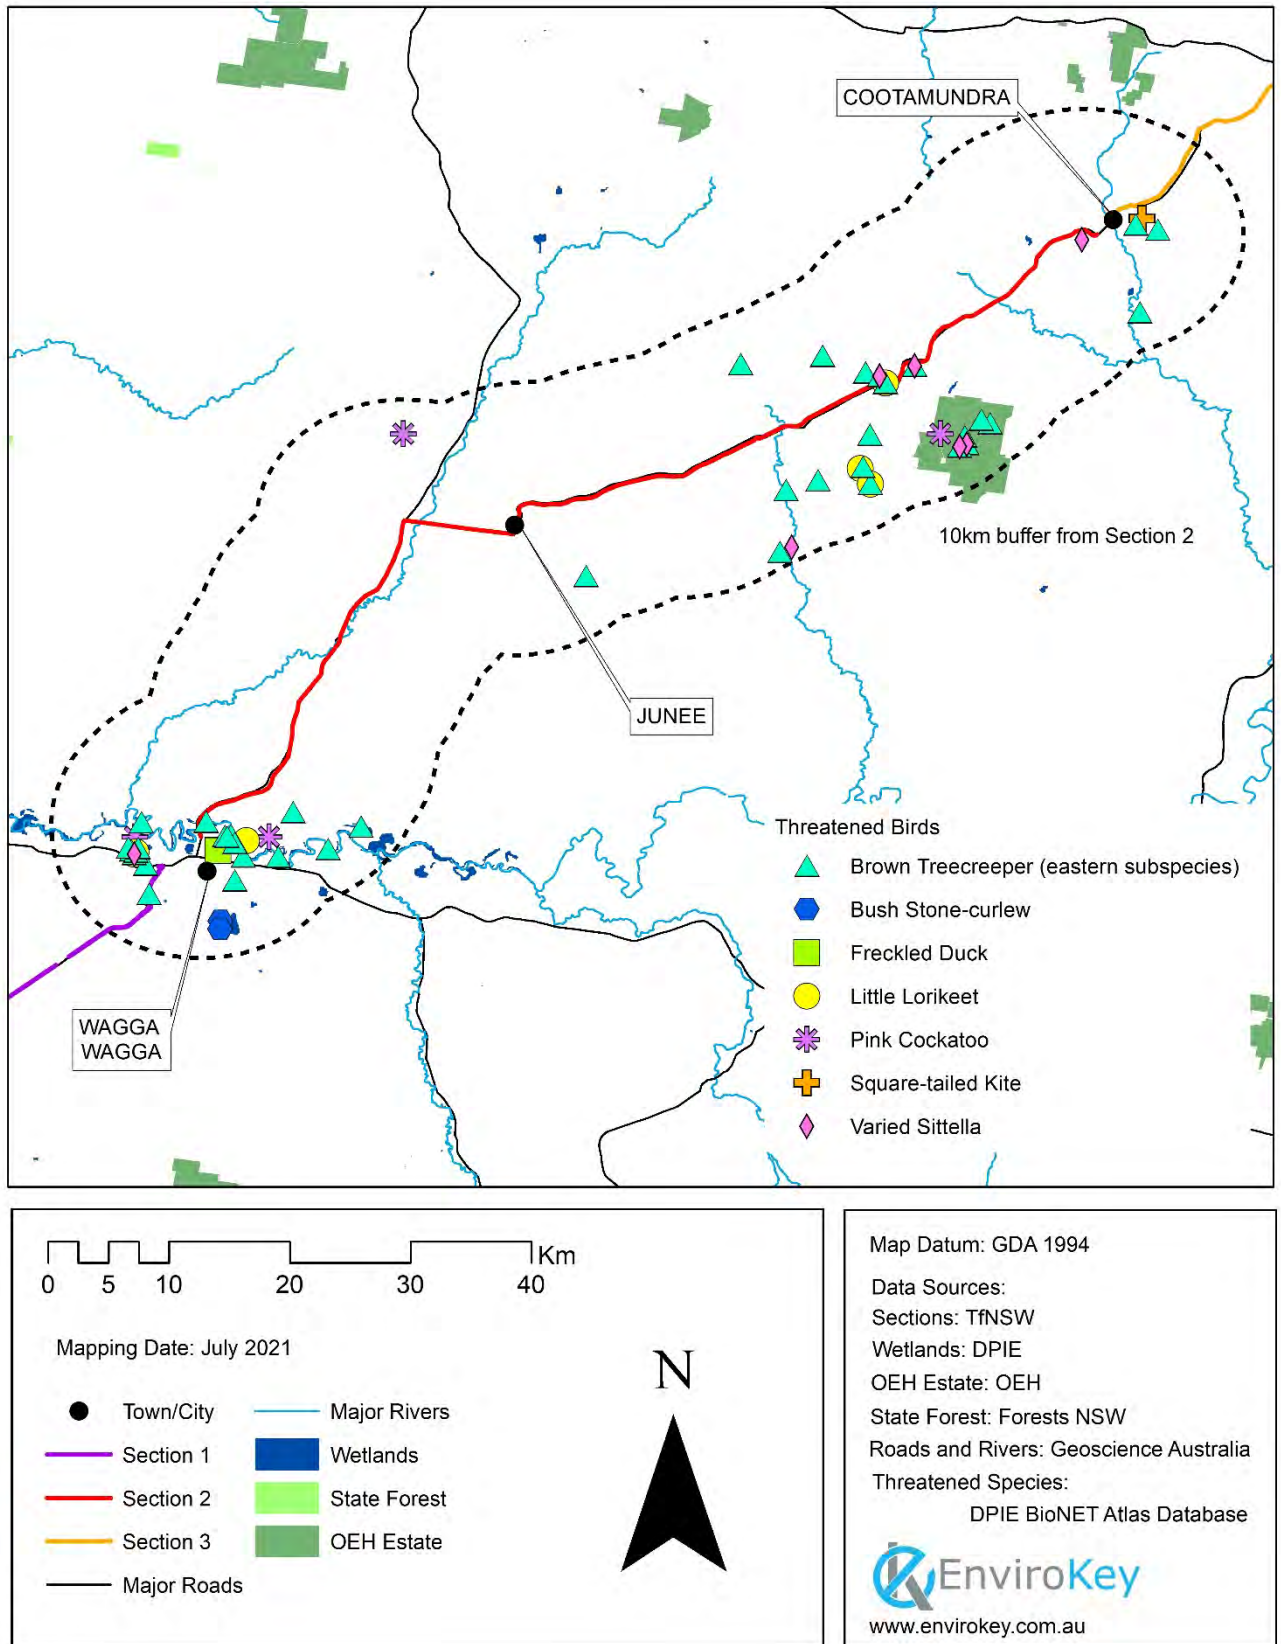 COOTAMUNDRA
10km buffer from Section 2
JUNEE
WAGGA
WAGGA
Threatened Birds
Brown Treecreeper (eastern subspecies)
Bush Stone-curlew
Freckled Duck
Little Lorikeet
Pink Cockatoo
Square-tailed Kite
Varied Sittella
0 5 10 20 30 40 Km
Mapping Date: July 2021
N
Town/City
Section 1
Section 2
Section 3
Major Roads
Major Rivers
Wetlands
State Forest
OEH Estate
Map Datum: GDA 1994
Data Sources:
Sections: TfNSW
Wetlands: DPIE
OEH Estate: OEH
State Forest: Forests NSW
Roads and Rivers: Geoscience Australia
Threatened Species:
DPIE BioNET Atlas Database
EnviroKey
www.envirokey.com.au